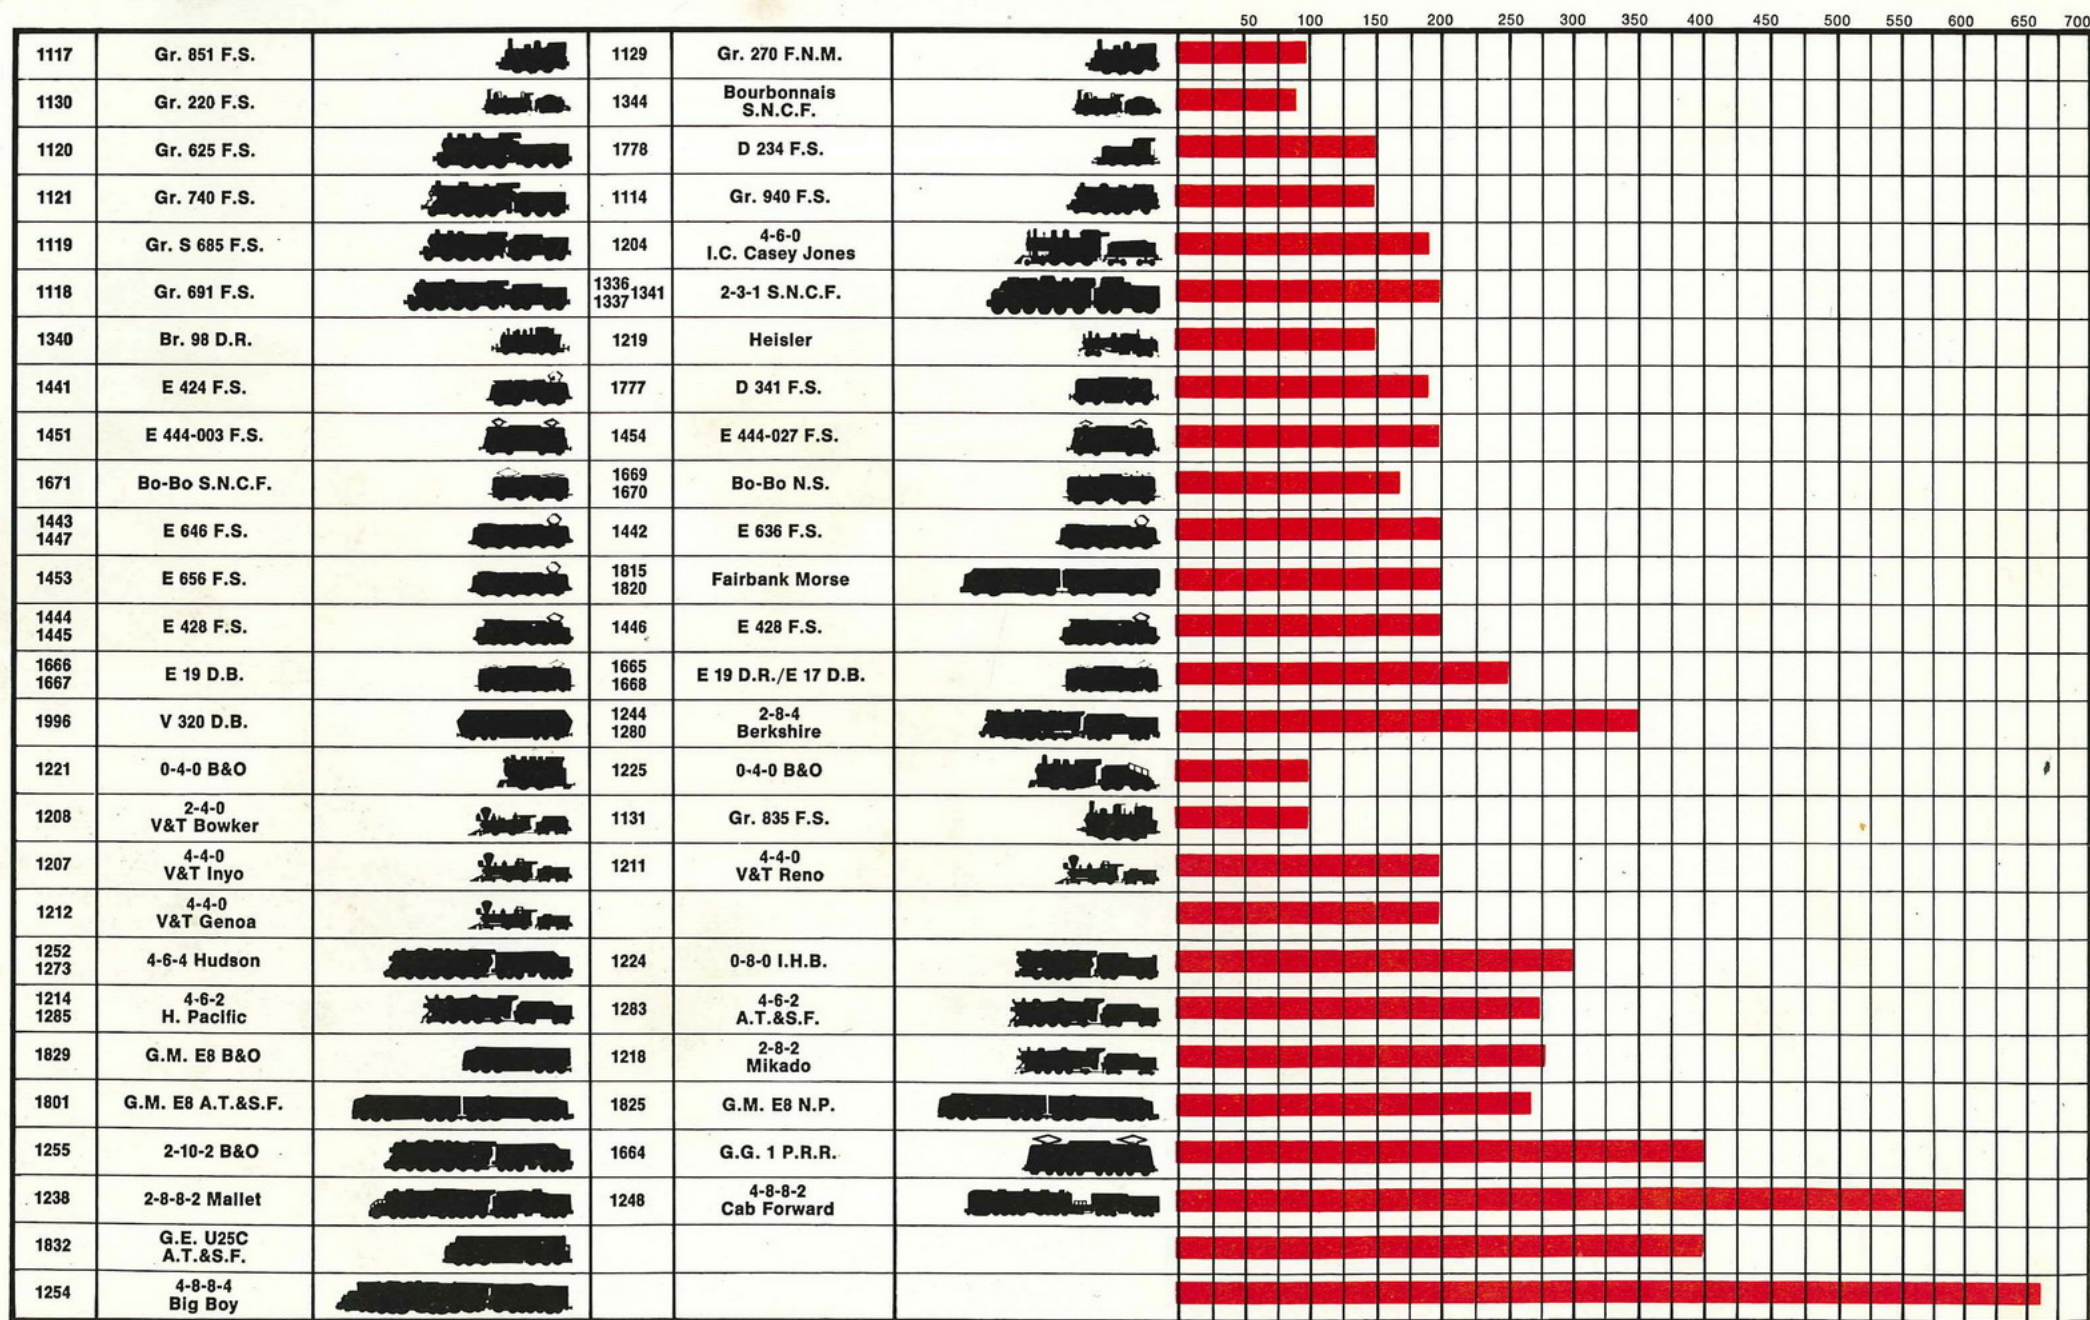 50 100 150 200 250 300 350 400 450 500 550 600 650 700
1117 Gr. 851 F.S. 1129 Gr. 270 F.N.M.
1130 Gr. 220 F.S. 1344 Bourbonnais
S.N.C.F.
1120 Gr. 625 F.S. 1778 D 234 F.S.
1121 Gr. 740 F.S. 1114 Gr. 940 F.S.
1119 Gr. S 685 F.S. 1204 4-6-0
I.C. Casey Jones
1118 Gr. 691 F.S. 1336 1341 2-3-1 S.N.C.F.
1337
1340 Br. 98 D.R. 1219 Heisler
1441 E 424 F.S. 1777 D 341 F.S.
1451 E 444-003 F.S. 1454 E 444-027 F.S.
1671 Bo-Bo S.N.C.F. 1669 Bo-Bo N.S.
1670
1443 E 646 F.S. 1442 E 636 F.S.
1447
1453 E 656 F.S. 1815 Fairbank Morse
1820
1444 E 428 F.S. 1446 E 428 F.S.
1445
1666 E 19 D.B. 1665 E 19 D.R./E 17 D.B.
1667 1668
1996 V 320 D.B. 1244 2-8-4
1280 Berkshire
1221 0-4-0 B&O 1225 0-4-0 B&O
1208 2-4-0 1131 Gr. 835 F.S.
V&T Bowker
1207 4-4-0 1211 4-4-0
V&T Inyo V&T Reno
1212 4-4-0
V&T Genoa
1252 4-6-4 Hudson 1224 0-8-0 I.H.B.
1273
1214 4-6-2 1283 4-6-2
1285 H. Pacific A.T.&S.F.
1829 G.M. E8 B&O 1218 2-8-2
Mikado
1801 G.M. E8 A.T.&S.F. 1825 G.M. E8 N.P.
1255 2-10-2 B&O 1664 G.G. 1 P.R.R.
1238 2-8-8-2 Mallet 1248 4-8-8-2
Cab Forward
1832 G.E. U25C
A.T.&S.F.
1254 4-8-8-4
Big Boy